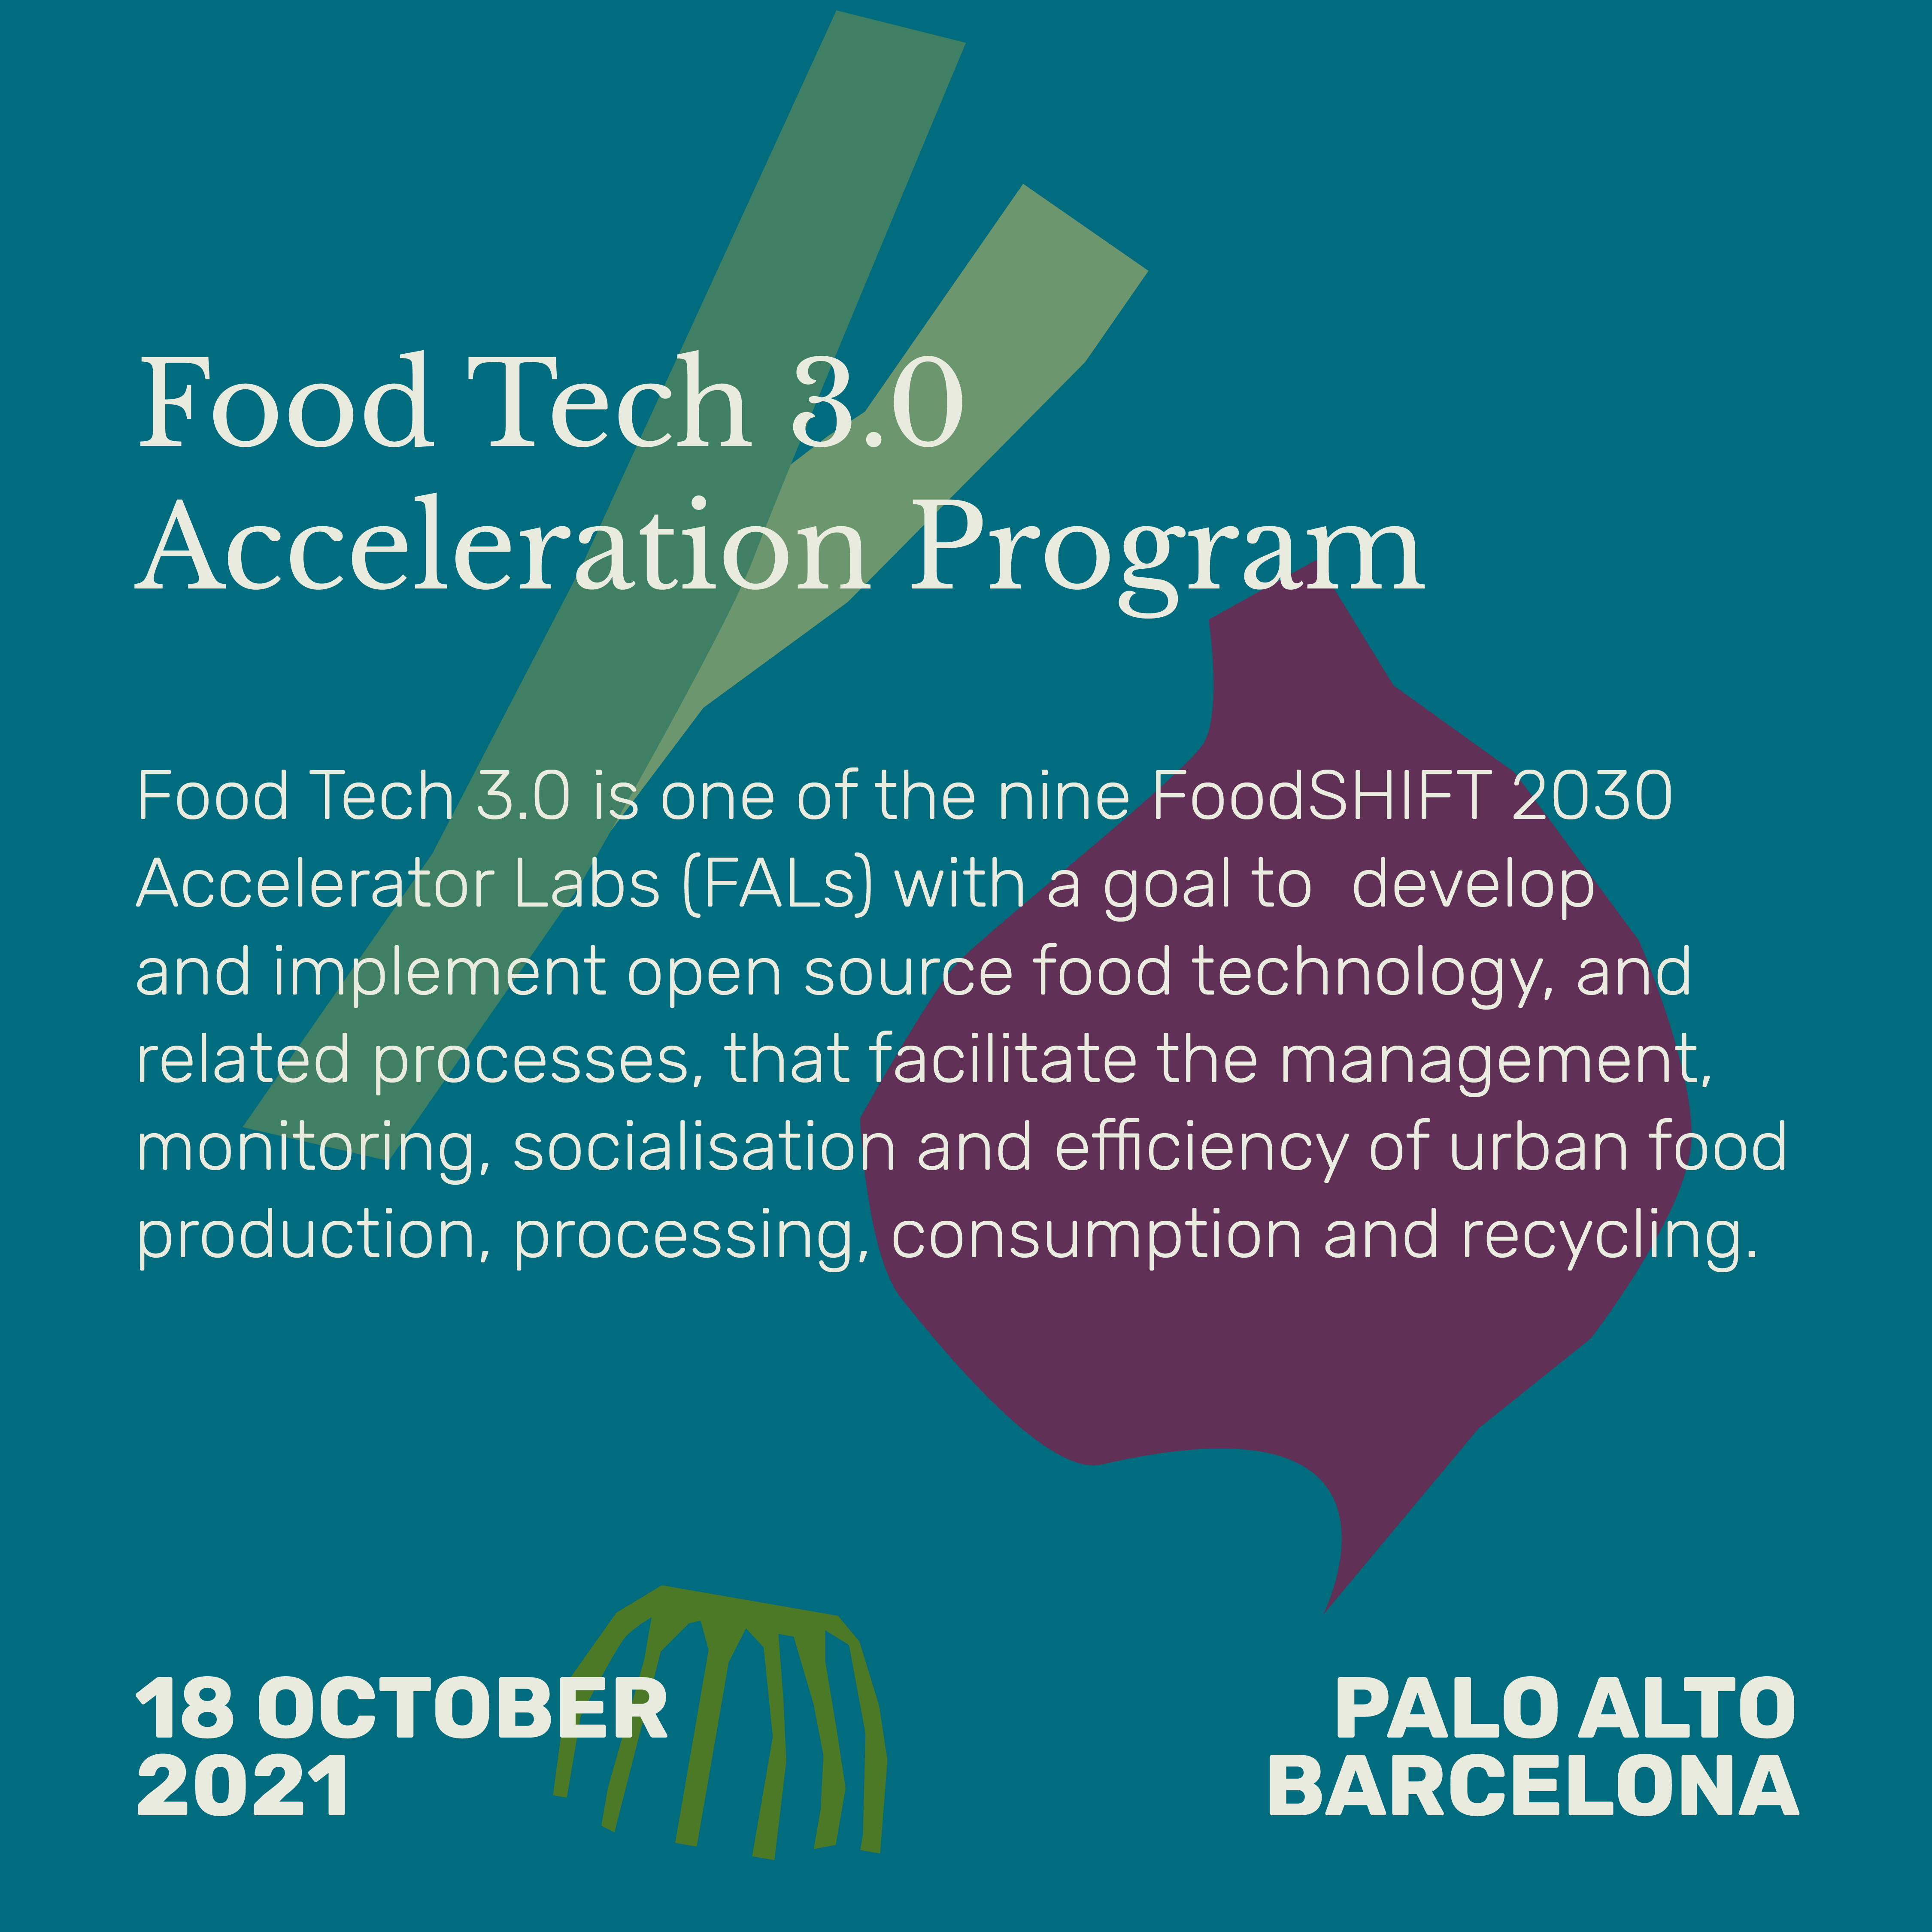 Food Tech 3.0
Acceleration Program
Food Tech 3.0 is one of the nine FoodSHIFT 2030
Accelerator Labs (FALs) with a goal to  develop
and implement open source food technology, and
related processes, that facilitate the management,
monitoring, socialisation and efficiency of urban food
production, processing, consumption and recycling.
18 OCTOBER
2021
PALO ALTO
BARCELONA